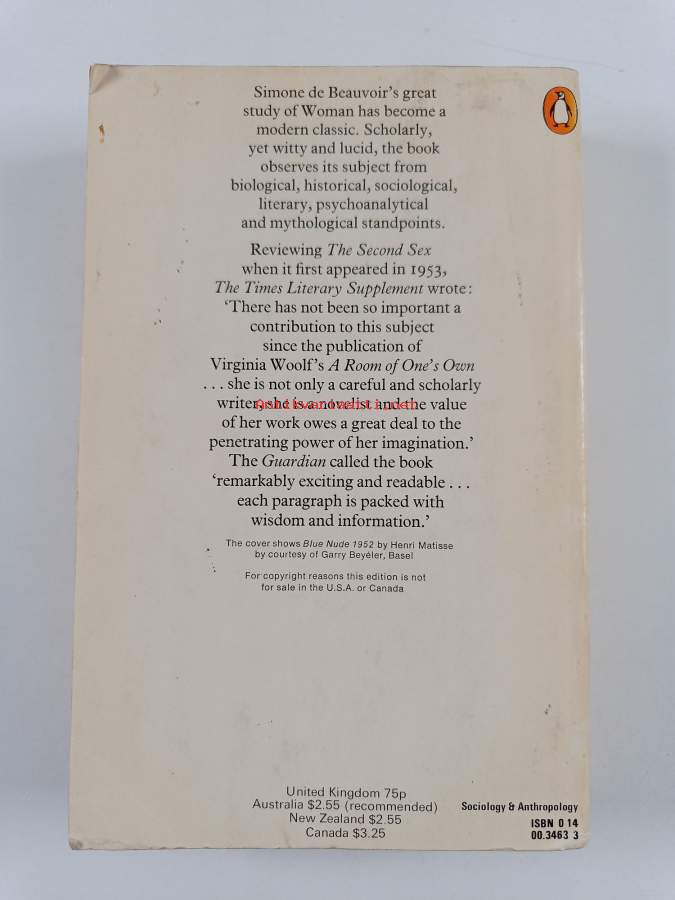 Simone de Beauvoir's great
study of Woman has become a
modern classic. Scholarly,
yet witty and lucid, the book
observes its subject from
biological, historical, sociological,
literary, psychoanalytical
and mythological standpoints.
Reviewing The Second Sex
when it first appeared in 1953,
The Times Literary Supplement wrote:
'There has not been so important a
contribution to this subject
since the publication of
Virginia Woolf's A Room of One's Own
. . . she is not only a careful and scholarly
writer, she is a novelist and the value
of her work owes a great deal to the
penetrating power of her imagination.'
The Guardian called the book
'remarkably exciting and readable . . .
each paragraph is packed with
wisdom and information.'
The cover shows Blue Nude 1952 by Henri Matisse
by courtesy of Garry Beyéler, Basel
For copyright reasons this edition is not
for sale in the U.S.A. or Canada
United Kingdom 75p
Australia $2.55 (recommended)
New Zealand $2.55
Canada $3.25
Sociology & Anthropology
ISBN 0 14
00.3463 3